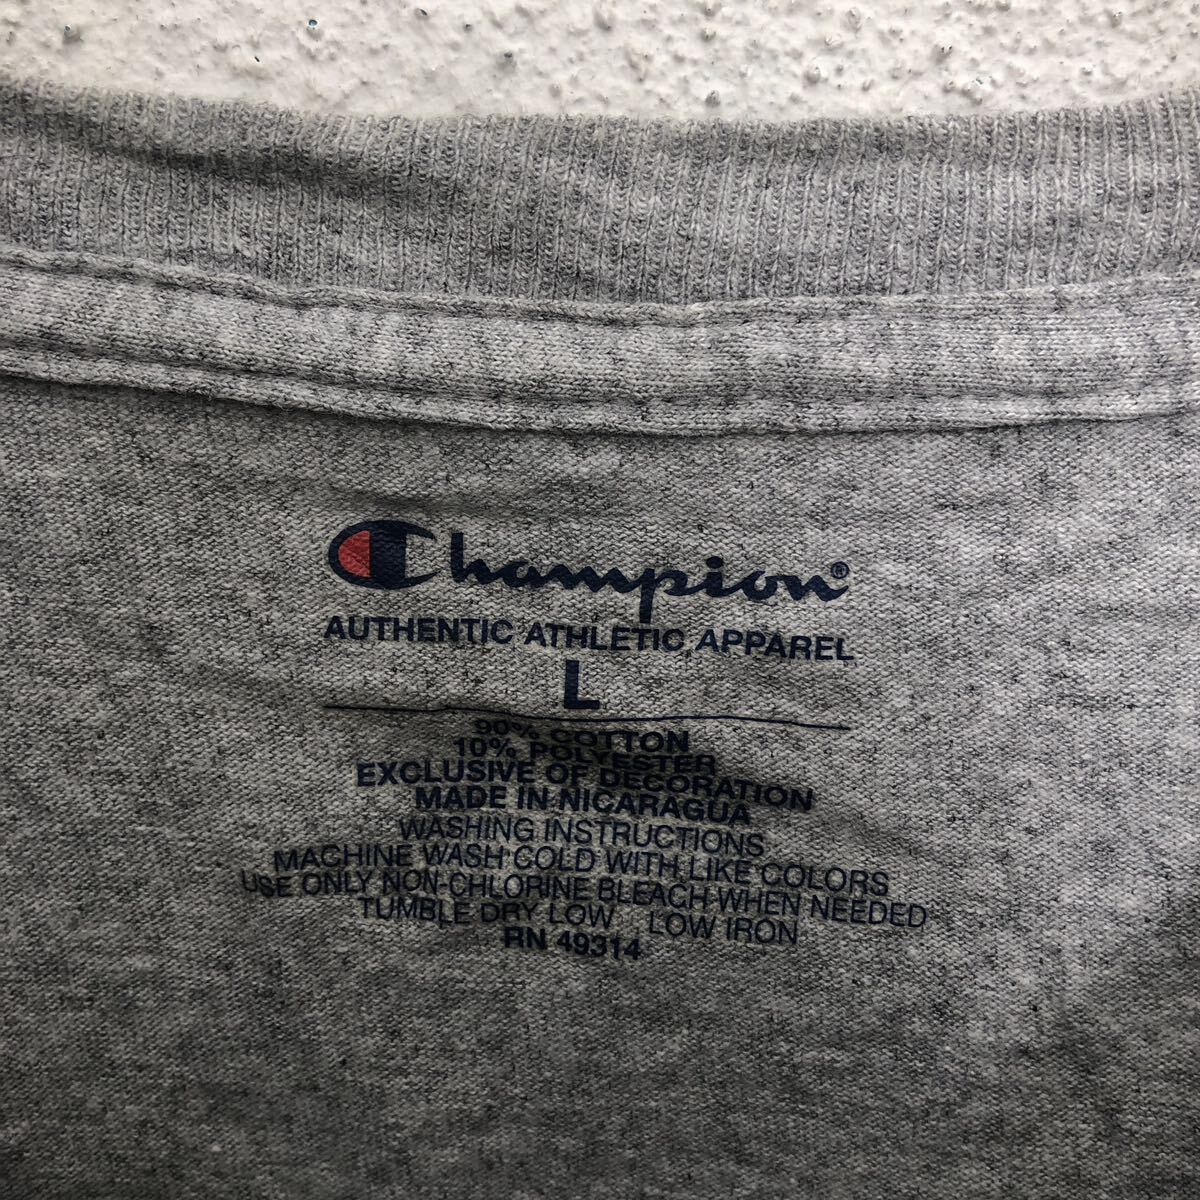 Champion®
AUTHENTIC ATHLETIC APPAREL
L
90% COTTON
10% POLYESTER
EXCLUSIVE OF DECORATION
MADE IN NICARAGUA
WASHING INSTRUCTIONS
MACHINE WASH COLD WITH LIKE COLORS
USE ONLY NON-CHLORINE BLEACH WHEN NEEDED
TUMBLE DRY LOW LOW IRON
RN 49314